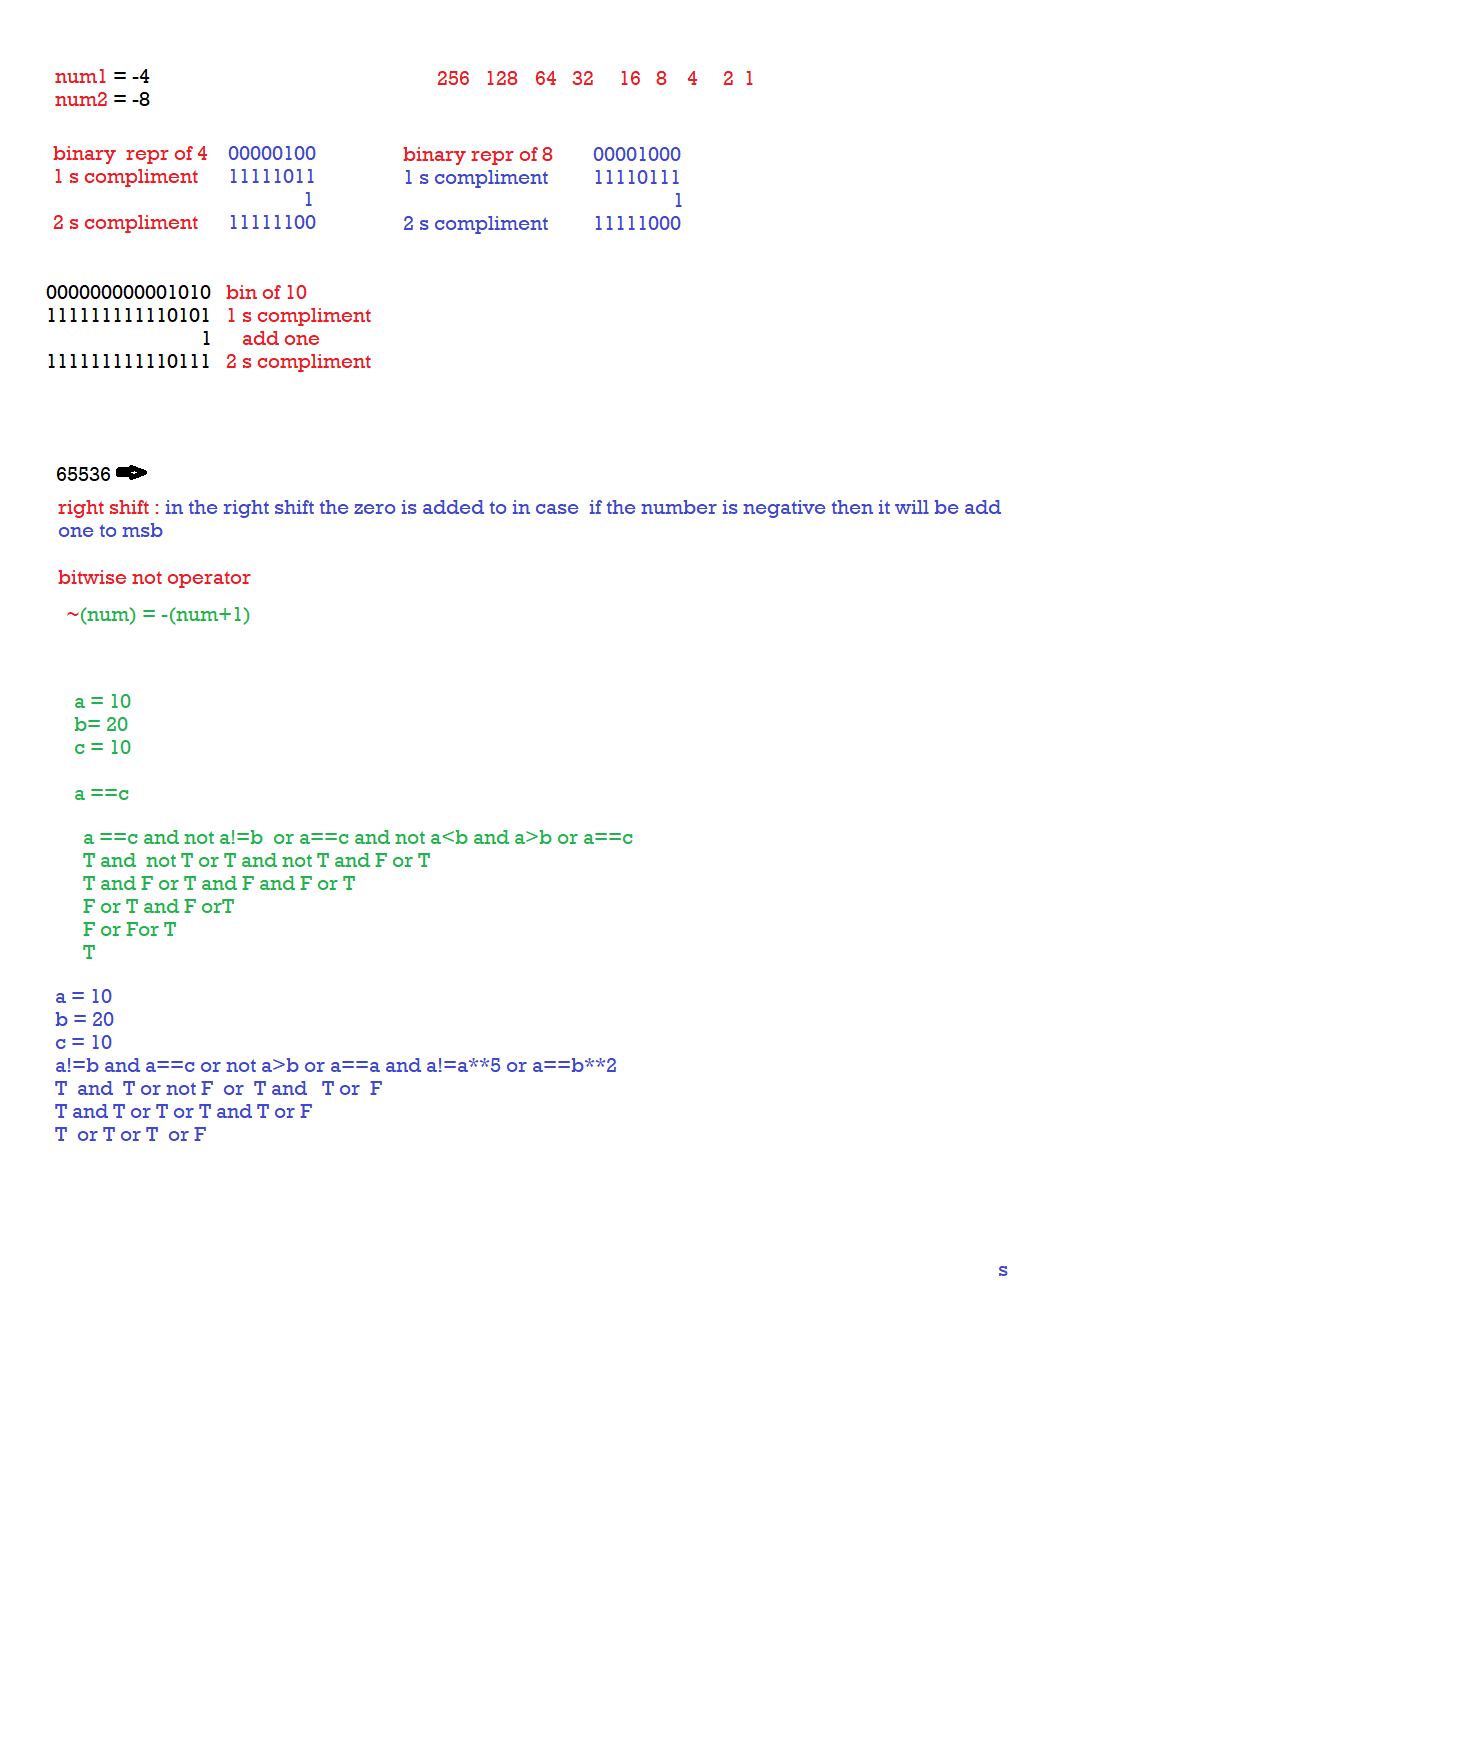 num1 = -4
num2 = -8
256 128 64 32 16 8 4 2 1
binary repr of 4 00000100
1 s compliment 11111011
1
2 s compliment 11111100
binary repr of 8 00001000
1 s compliment 11110111
1
2 s compliment 11111000
000000000001010 bin of 10
111111111110101 1 s compliment
1 add one
111111111110111 2 s compliment
65536
right shift : in the right shift the zero is added to in case if the number is negative then it will be add
one to msb
bitwise not operator
~(num) = -(num+1)
a = 10
b= 20
c = 10
a ==c
a ==c and not a!=b or a==c and not a<b and a>b or a==c
T and not T or T and not T and F or T
T and F or T and F and F or T
F or T and F orT
F or For T
T
a = 10
b = 20
c = 10
a!=b and a==c or not a>b or a==a and a!=a**5 or a==b**2
T and T or not F or T and T or F
T and T or T or T and T or F
T or T or T or F
s